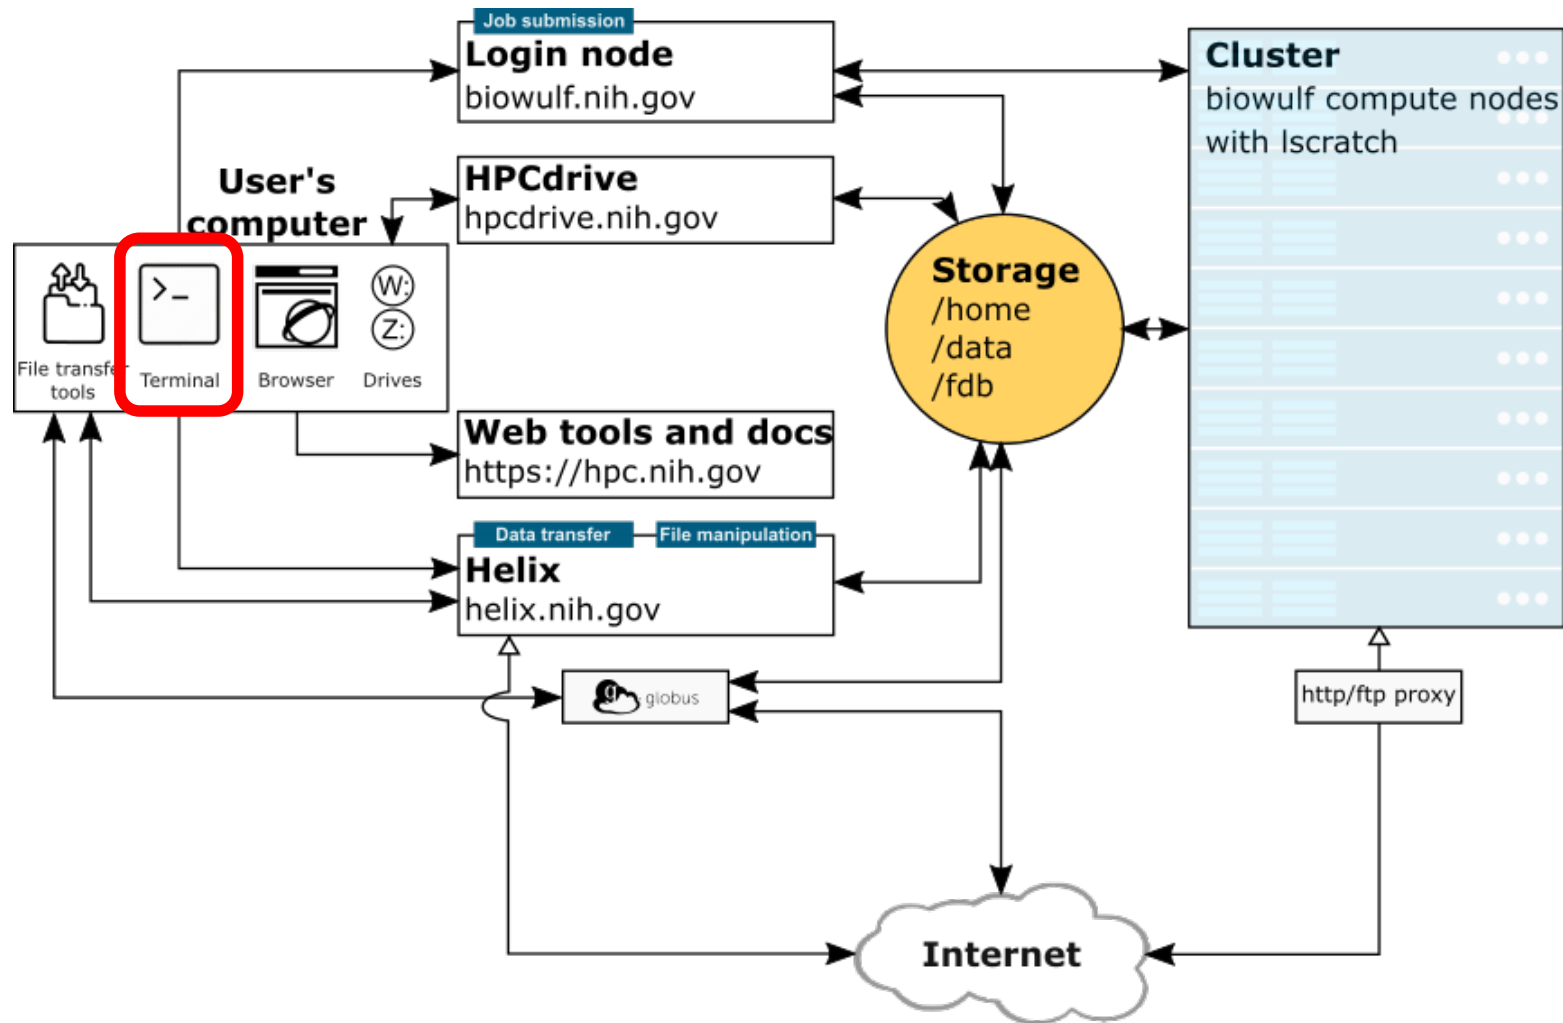 Job submission
Login node
biowulf.nih.gov
Cluster
biowulf compute nodes
with lscratch
User's
computer
HPCdrive
hpcdrive.nih.gov
>_
W:
Z:
File transfer
tools
Terminal
Browser
Drives
Storage
/home
/data
/fdb
Web tools and docs
https://hpc.nih.gov
Data transfer
File manipulation
Helix
helix.nih.gov
g
globus
http/ftp proxy
Internet